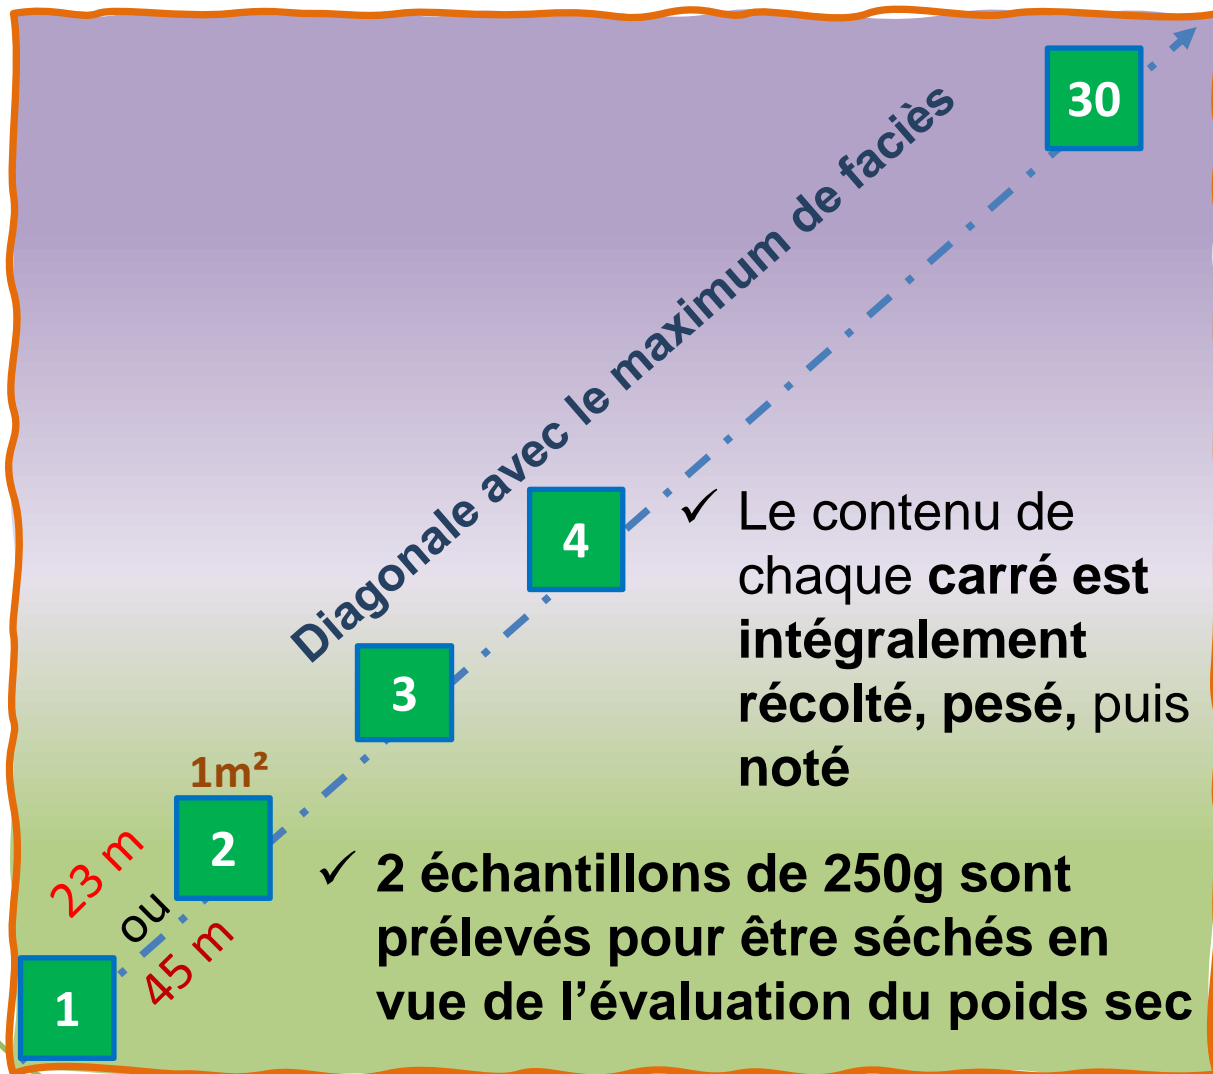 30
Diagonale avec le maximum de faciès
4
✓ Le contenu de
chaque carré est
intégralement
récolté, pesé, puis
noté
3
1m²
2
23 m
ou
45 m
✓ 2 échantillons de 250g sont
prélevés pour être séchés en
vue de l’évaluation du poids sec
1